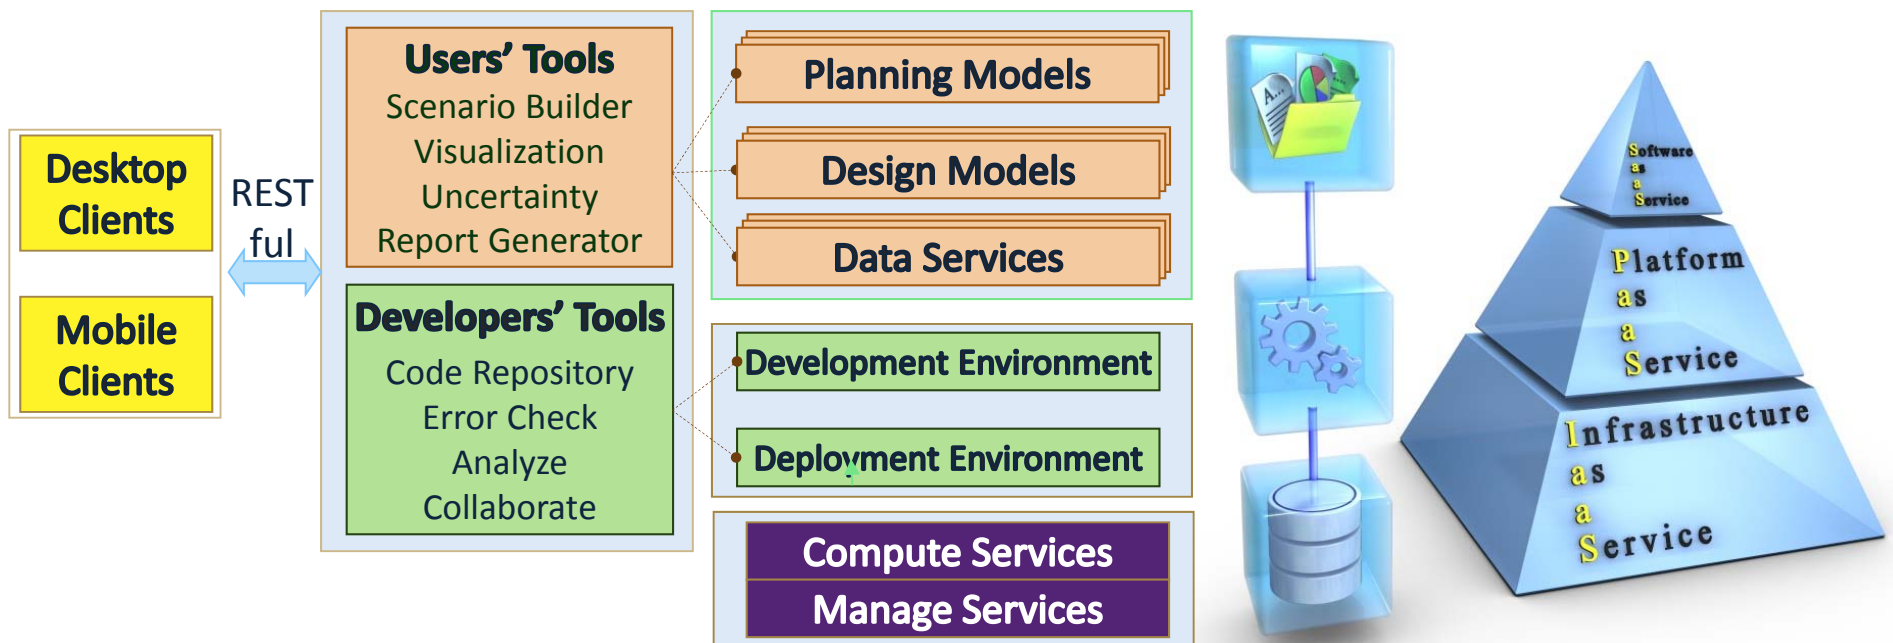 Desktop
Clients
Mobile
Clients
REST
ful
Users’ Tools
Scenario Builder
Visualization
Uncertainty
Report Generator
Developers’ Tools
Code Repository
Error Check
Analyze
Collaborate
Planning Models
Design Models
Data Services
Development Environment
Deployment Environment
Compute Services
Manage Services
A...
Software
as
a
Service
Platform
as
a
Service
Infrastructure
as
a
Service